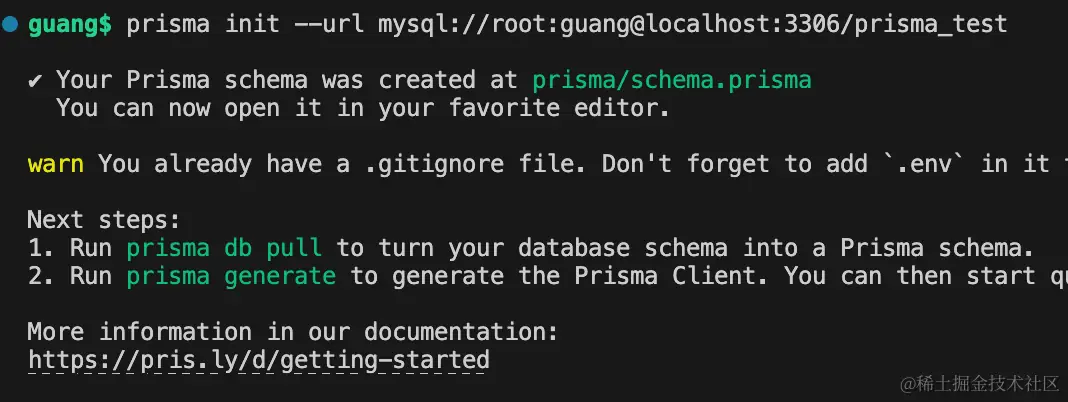 guang$ prisma init --url mysql://root:guang@localhost:3306/prisma_test
✔ Your Prisma schema was created at prisma/schema.prisma
You can now open it in your favorite editor.
warn You already have a .gitignore file. Don't forget to add `.env` in it
Next steps:
1. Run prisma db pull to turn your database schema into a Prisma schema.
2. Run prisma generate to generate the Prisma Client. You can then start
More information in our documentation:
https://pris.ly/d/getting-started
@稀土掘金技术社区